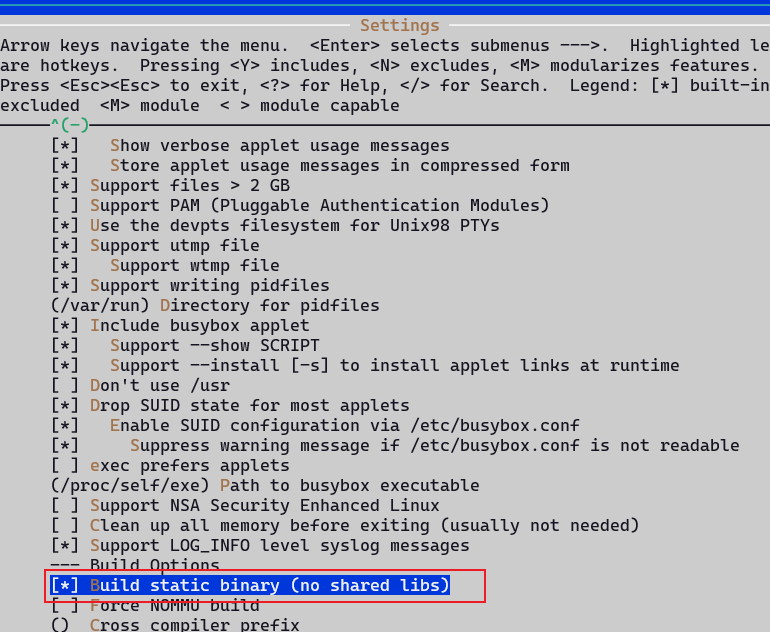 Settings
Arrow keys navigate the menu.  <Enter> selects submenus --->.  Highlighted le
are hotkeys.  Pressing <Y> includes, <N> excludes, <M> modularizes features.
Press <Esc><Esc> to exit, <?> for Help, </> for Search.  Legend: [*] built-in
excluded  <M> module  < > module capable
^(-)
[*]   Show verbose applet usage messages
[*]   Store applet usage messages in compressed form
[*] Support files > 2 GB
[ ] Support PAM (Pluggable Authentication Modules)
[*] Use the devpts filesystem for Unix98 PTYs
[*] Support utmp file
[*]   Support wtmp file
[*] Support writing pidfiles
(/var/run) Directory for pidfiles
[*] Include busybox applet
[*]   Support --show SCRIPT
[*]   Support --install [-s] to install applet links at runtime
[ ] Don't use /usr
[*] Drop SUID state for most applets
[*]   Enable SUID configuration via /etc/busybox.conf
[*]     Suppress warning message if /etc/busybox.conf is not readable
[ ] exec prefers applets
(/proc/self/exe) Path to busybox executable
[ ] Support NSA Security Enhanced Linux
[ ] Clean up all memory before exiting (usually not needed)
[*] Support LOG_INFO level syslog messages
--- Build Options
[*] Build static binary (no shared libs)
[ ] Force NOMMU build
() Cross compiler prefix